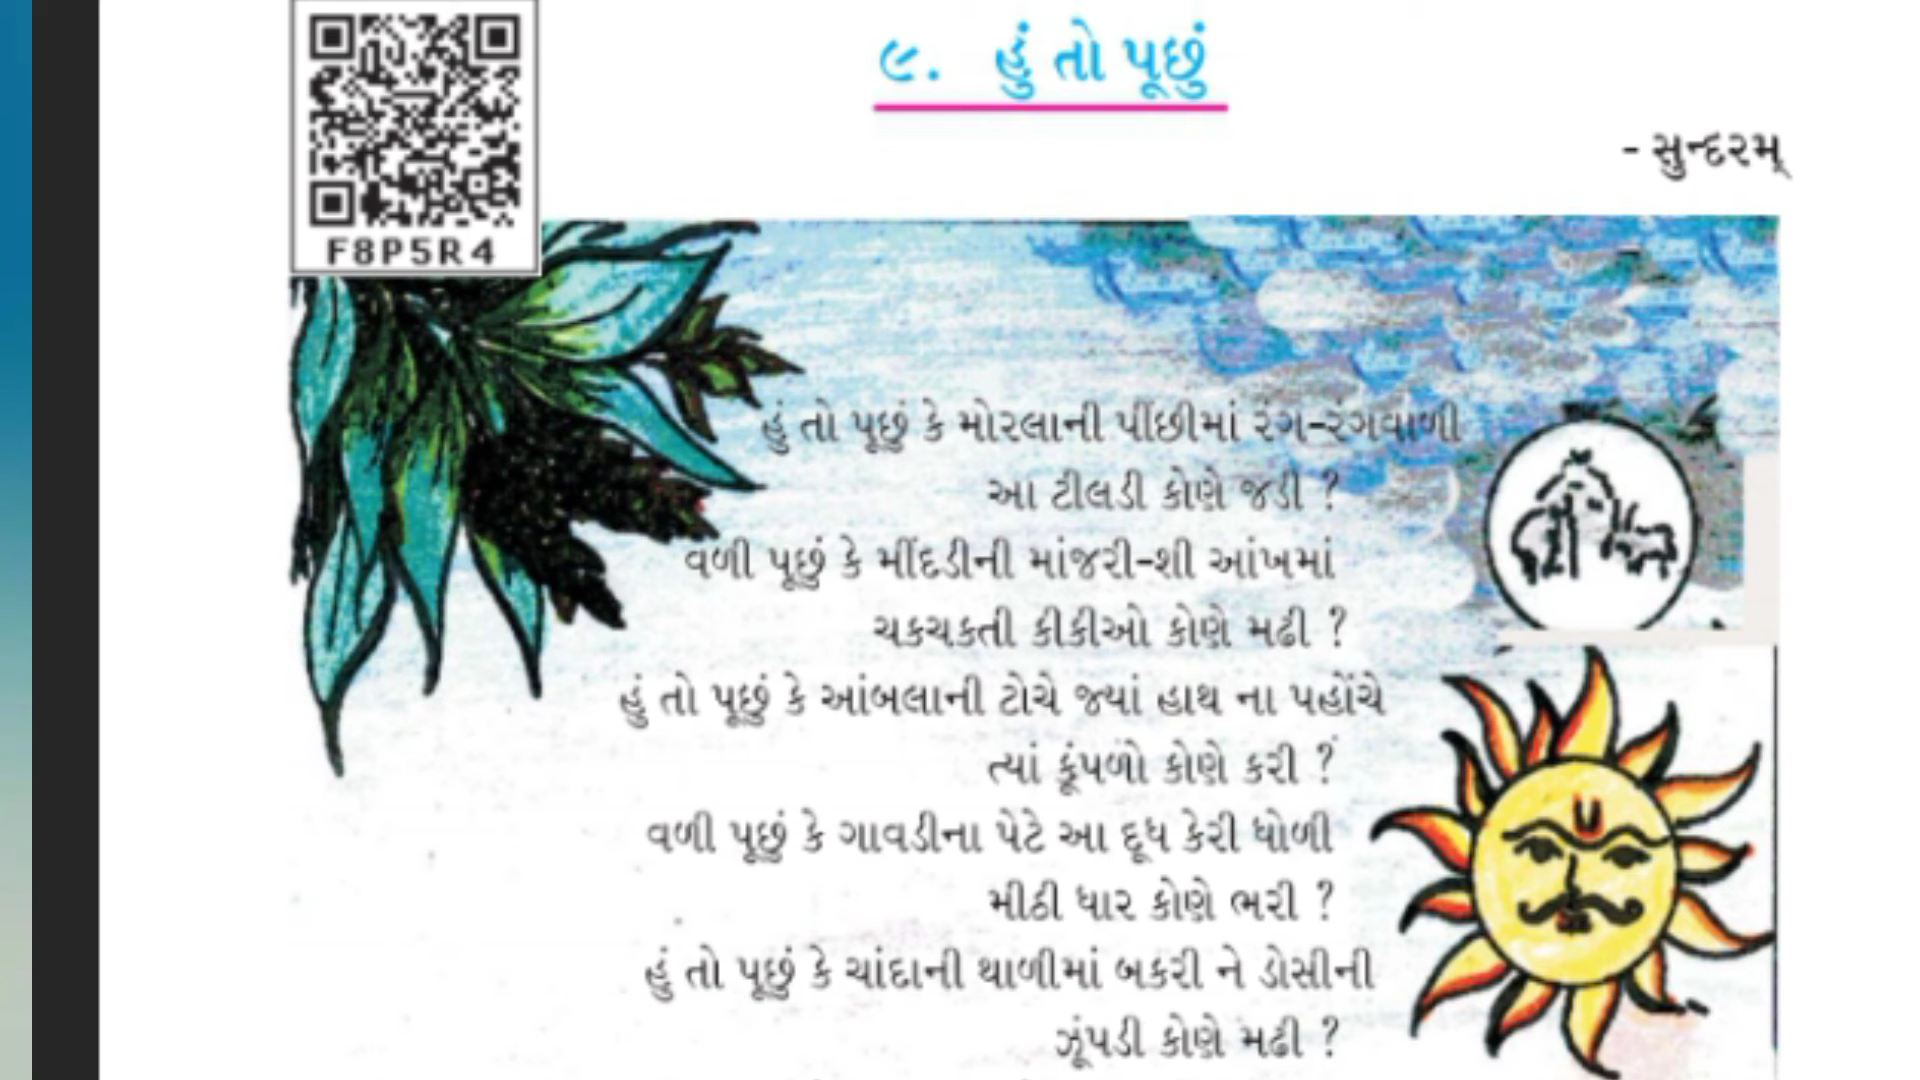 ૯. હું તો પૂછું
- સુન્દરમ્
F8P5R4
હું તો પૂછું કે મોરલાની પીંછીમાં રંગ-રંગવાળી
આ ટીલડી કોણે જડી ?
વળી પૂછું કે મીંદડીની માંજરી-શી આંખમાં
ચકચકતી કીકીઓ કોણે મઢી ?
હું તો પૂછું કે આંબલાની ટોચે જ્યાં હાથ ના પહોંચે
ત્યાં કૂંપળો કોણે કરી ?
વળી પૂછું કે ગાવડીના પેટે આ દૂધ કેરી ધોળી
મીઠી ધાર કોણે ભરી ?
હું તો પૂછું કે ચાંદાની થાળીમાં બકરી ને ડોસીની
ઝૂંપડી કોણે મઢી ?